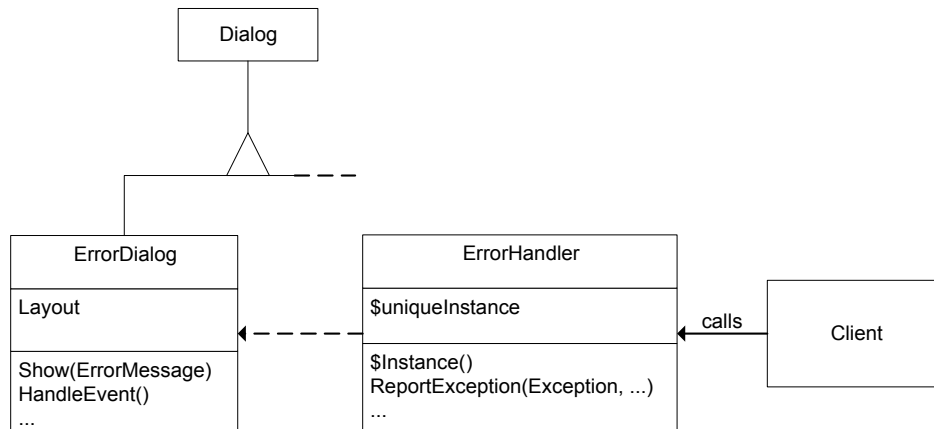 Dialog
ErrorDialog
Layout
Show(ErrorMessage)
HandleEvent()
...
ErrorHandler
$uniqueInstance
$Instance()
ReportException(Exception, ...)
...
calls
Client